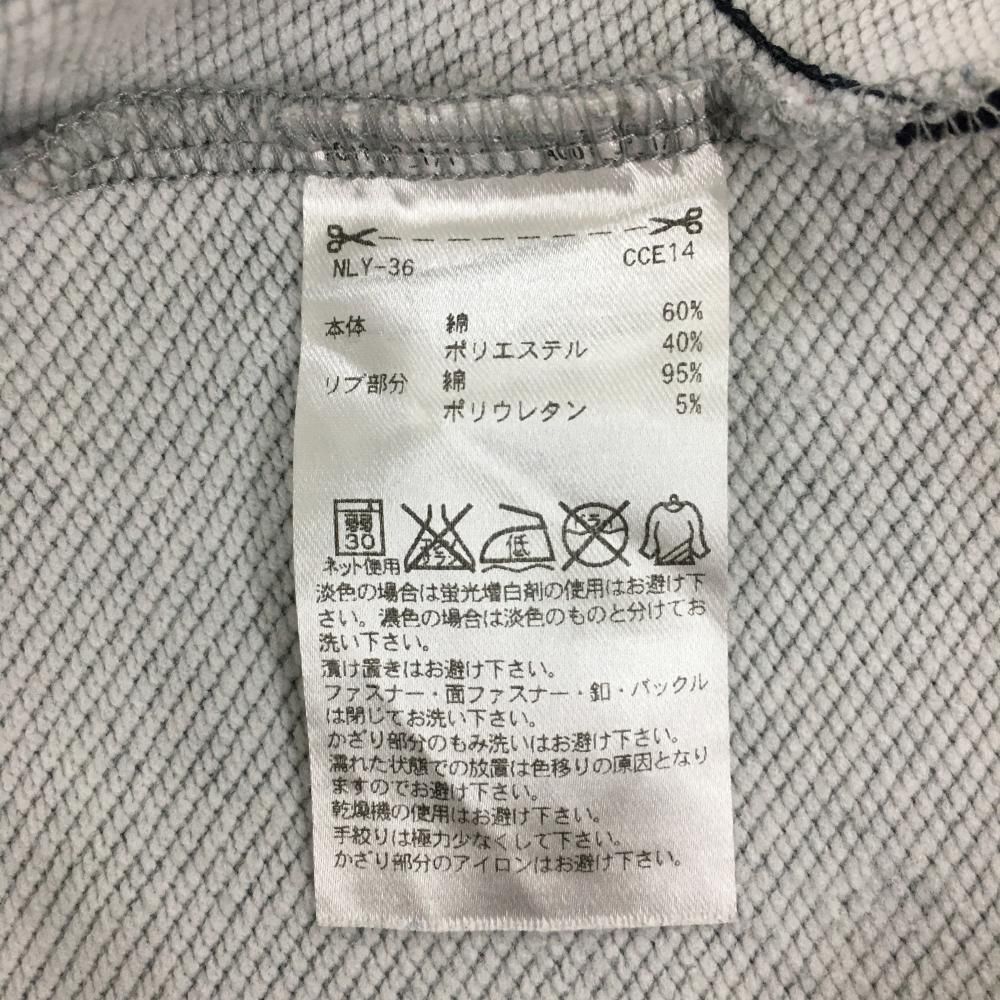 NLY-36 CCE14
本体 綿 60%
ポリエステル 40%
リブ部分 綿 95%
ポリウレタン 5%
弱
30
ネット使用
低
淡色の場合は蛍光増白剤の使用はお避け下
さい。濃色の場合は淡色のものと分けてお
洗い下さい。
漬け置きはお避け下さい。
ファスナー・面ファスナー・釦・バックル
は閉じてお洗い下さい。
かざり部分のもみ洗いはお避け下さい。
濡れた状態での放置は色移りの原因となり
ますのでお避け下さい。
乾燥機の使用はお避け下さい。
手絞りは極力少なくして下さい。
かざり部分のアイロンはお避け下さい。